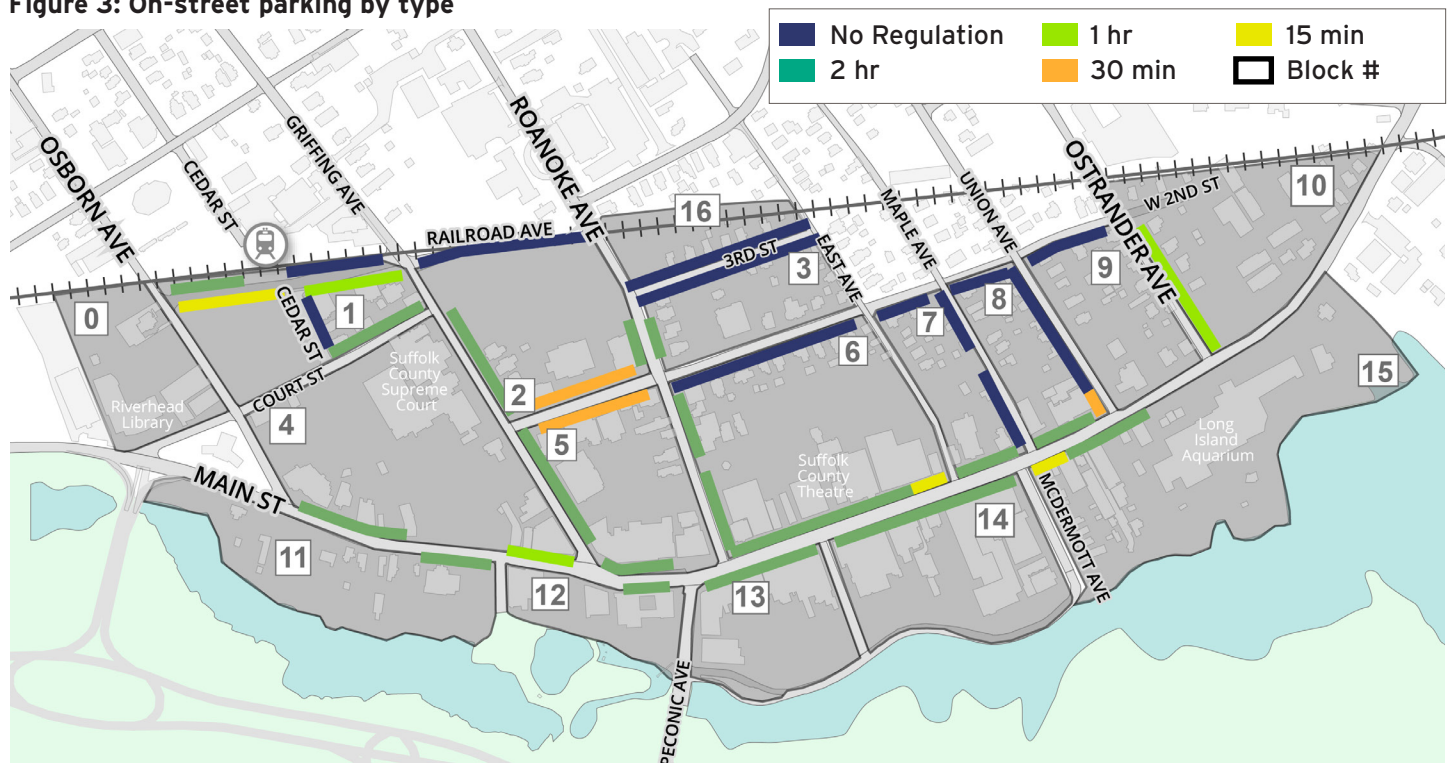 Figure 3: On-street parking by type
No Regulation
1 hr
15 min
2 hr
30 min
Block #
OSBORN AVE
CEDAR ST
GRIFFING AVE
ROANOKE AVE
RAILROAD AVE
16
3RD ST
3
EAST AVE
MAPLE AVE
UNION AVE
OSTRANDER AVE
W 2ND ST
10
0
CEDAR ST
1
9
8
7
6
15
COURT ST
Suffolk
County
Supreme
Court
2
Riverhead
Library
4
5
Long
Island
Aquarium
Suffolk
County
Theatre
MAIN ST
14
MCDERMOTT AVE
11
12
13
PECONIC AVE